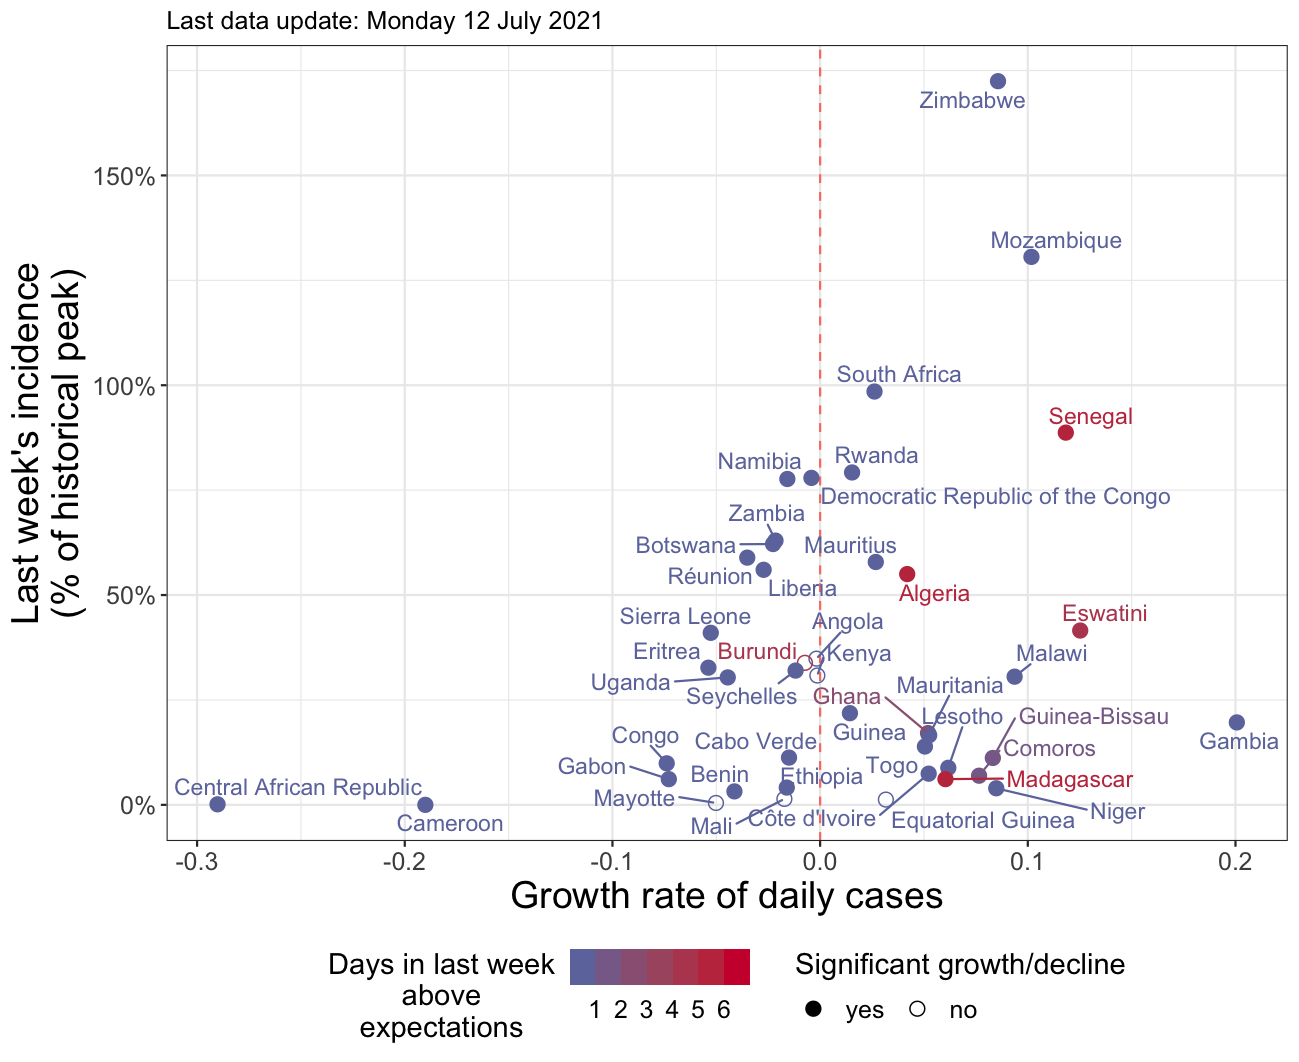 Last data update: Monday 12 July 2021
Last week's incidence
(% of historical peak)
150%
100%
50%
0%
Zimbabwe
Mozambique
South Africa
Senegal
Namibia
Rwanda
Democratic Republic of the Congo
Zambia
Botswana
Mauritius
Réunion
Liberia
Algeria
Sierra Leone
Angola
Eswatini
Eritrea
Burundi
Kenya
Malawi
Uganda
Seychelles
Ghana
Mauritania
Lesotho
Guinea-Bissau
Congo
Cabo Verde
Guinea
Comoros
Gambia
Gabon
Benin
Ethiopia
Togo
Madagascar
Central African Republic
Mayotte
Cameroon
Mali
Côte d'Ivoire
Equatorial Guinea
Niger
-0.3
-0.2
-0.1
0.0
0.1
0.2
Growth rate of daily cases
Days in last week
above
expectations
1 2 3 4 5 6
Significant growth/decline
yes
no